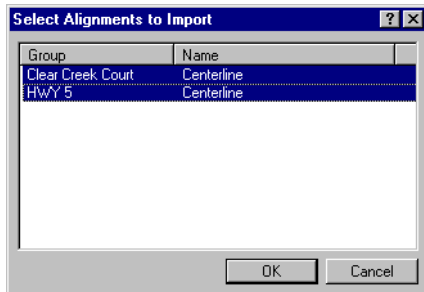 Select Alignments to Import ? ×
Group Name
Clear Creek Court Centerline
HWY 5 Centerline
OK Cancel